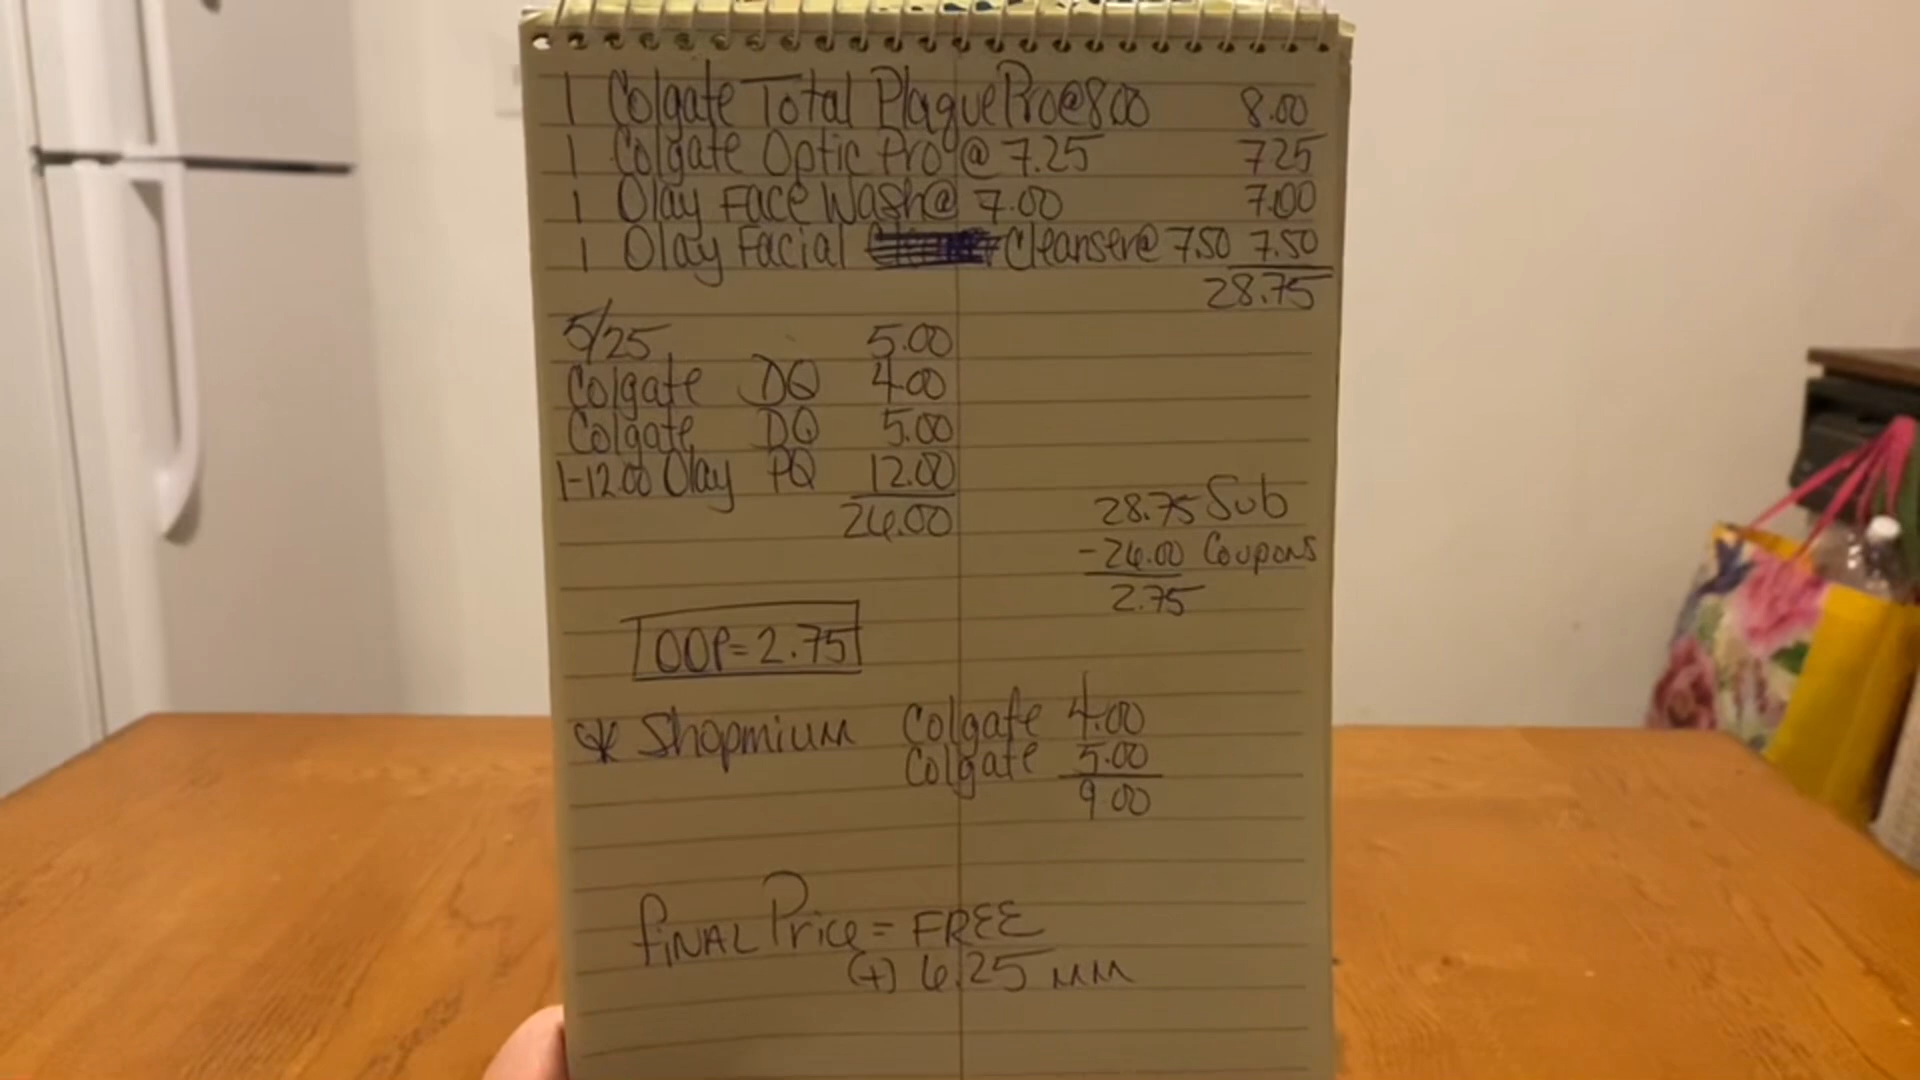 1 Colgate Total Plaque Pro@8.00 8.00
1 Colgate Optic Pro @ 7.25 7.25
1 Olay Face Wash@ 7.00 7.00
1 Olay Facial Cleanser@ 7.50 7.50
28.75
5/25 5.00
Colgate DQ 4.00
Colgate DQ 5.00
1-12.00 Olay PQ 12.00
26.00
28.75 Sub
-26.00 Coupons
2.75
OOP=2.75
* Shopmium Colgate 4.00
Colgate 5.00
9.00
Final Price = FREE
(+) 6.25 MM